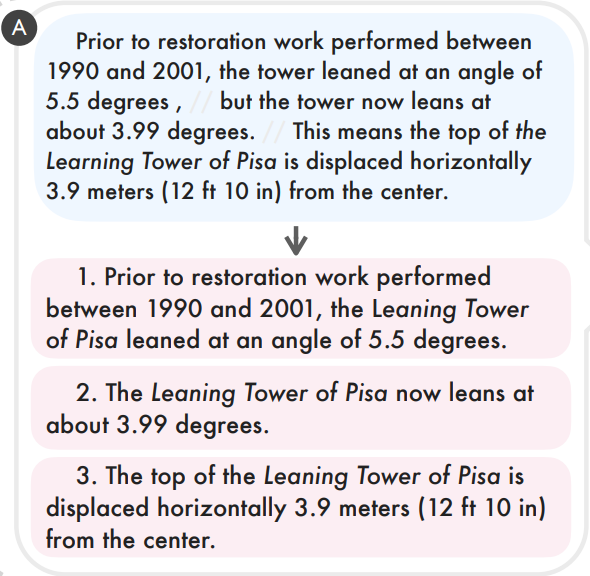 A
Prior to restoration work performed between
1990 and 2001, the tower leaned at an angle of
5.5 degrees , // but the tower now leans at
about 3.99 degrees. // This means the top of the
Learning Tower of Pisa is displaced horizontally
3.9 meters (12 ft 10 in) from the center.
1. Prior to restoration work performed
between 1990 and 2001, the Leaning Tower
of Pisa leaned at an angle of 5.5 degrees.
2. The Leaning Tower of Pisa now leans at
about 3.99 degrees.
3. The top of the Leaning Tower of Pisa is
displaced horizontally 3.9 meters (12 ft 10 in)
from the center.